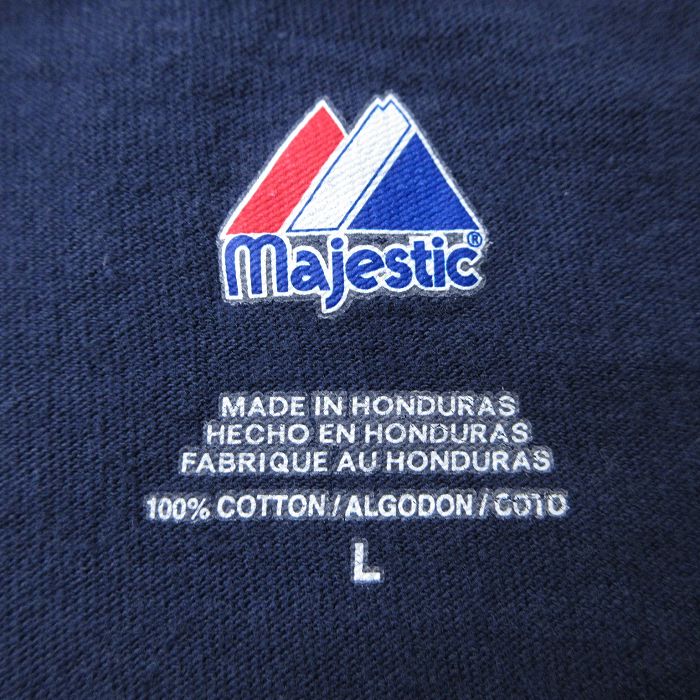 Majestic®
MADE IN HONDURAS
HECHO EN HONDURAS
FABRIQUE AU HONDURAS
100% COTTON/ALGODON/COTO
L